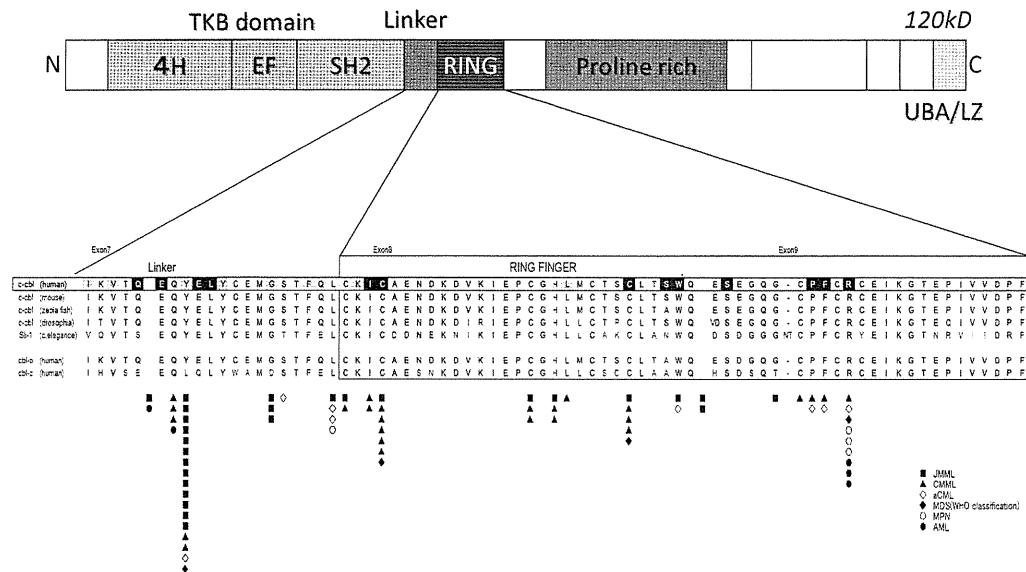 TKB domain Linker 120kD
N 4H EF SH2 RING Proline rich C
UBA/LZ
Exon7 Exon8 Exon9
Linker RING FINGER
c-cbl (human) I K V T Q E Q Y E L Y C E M G S T F Q L C K I C A E N D K D V K I E P C G H L M C T S C L T S W Q E S E G Q G - C P F C R C E I K G T E P I V V D P F
c-cbl (mouse) I K V T Q E Q Y E L Y C E M G S T F Q L C K I C A E N D K D V K I E P C G H L M C T S C L T A W Q E S E G Q G - C P F C R C E I K G T E P I V V D P F
c-cbl (zebra fish) I K V T Q E Q Y E L Y C E M G S T F Q L C K I C A E N D K D V K I E P C G H L M C T S C L T A W Q E S E G Q G - C P F C R C E I K G T E P I V V D P F
c-cbl I T V T Q E Q Y E L Y C E M G S T F Q L C K I C A E N D K D I R I E P C G H L L C T P C L T S W Q VD S E G Q G - C P F C R C E I K G T E C I V V D P F
Sli-1 (c.elegance) V Q V T S E Q Y E L Y C E M G T T F E L C K I C D D N E K N I K I E P C G H L L C A K C L A N W Q D S D G G NT C P F C R Y E I K G T N R V I D P F
cbl-b (human) I K V T Q E Q Y E L Y C E M G S T F Q L C K I C A E N D K D V K I E P C G H L M C T S C L T A W Q E S D G Q G - C P F C R C E I K G T E P I V V D P F
cbl-c (human) I H V S E E Q L Q L Y W A M D S T F E L C K I C A E S N K D V K I E P C G H L L C S C C L A A W Q H S D S Q T - C P F C R C E I K G T E P I V V D P F
JMML
CMML
aCML
MDS(WHO classification)
MPN
AML